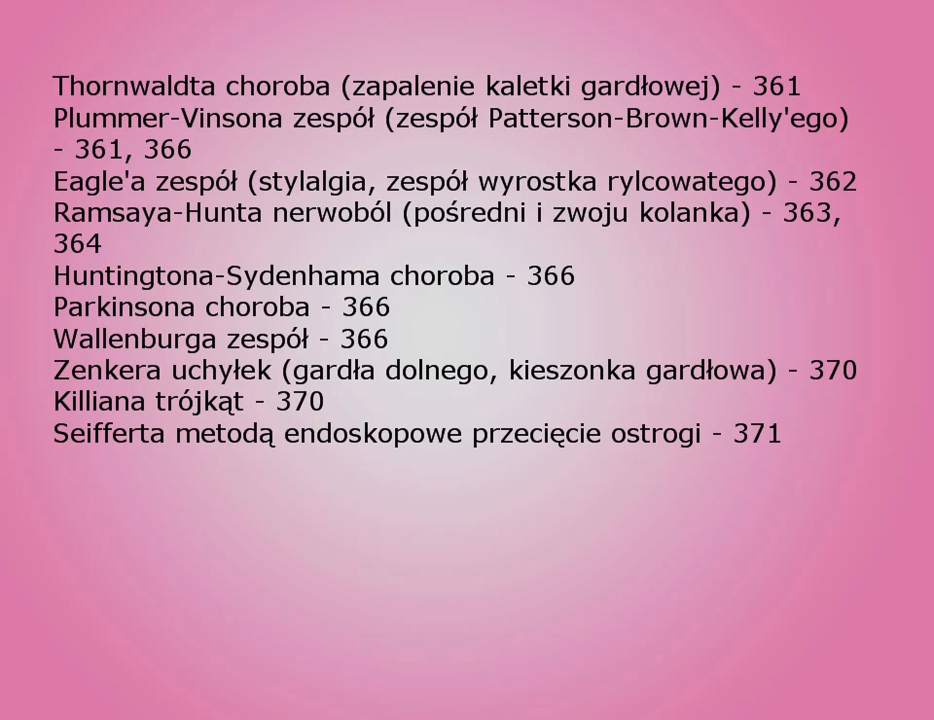 Thornwaldta choroba (zapalenie kaletki gardłowej) - 361
Plummer-Vinsona zespół (zespół Patterson-Brown-Kelly'ego)
- 361, 366
Eagle'a zespół (stylalgia, zespół wyrostka rylcowatego) - 362
Ramsaya-Hunta nerwoból (pośredni i zwoju kolanka) - 363,
364
Huntingtona-Sydenhama choroba - 366
Parkinsona choroba - 366
Wallenburga zespół - 366
Zenkera uchyłek (gardła dolnego, kieszonka gardłowa) - 370
Killiana trójkąt - 370
Seifferta metodą endoskopowe przecięcie ostrogi - 371